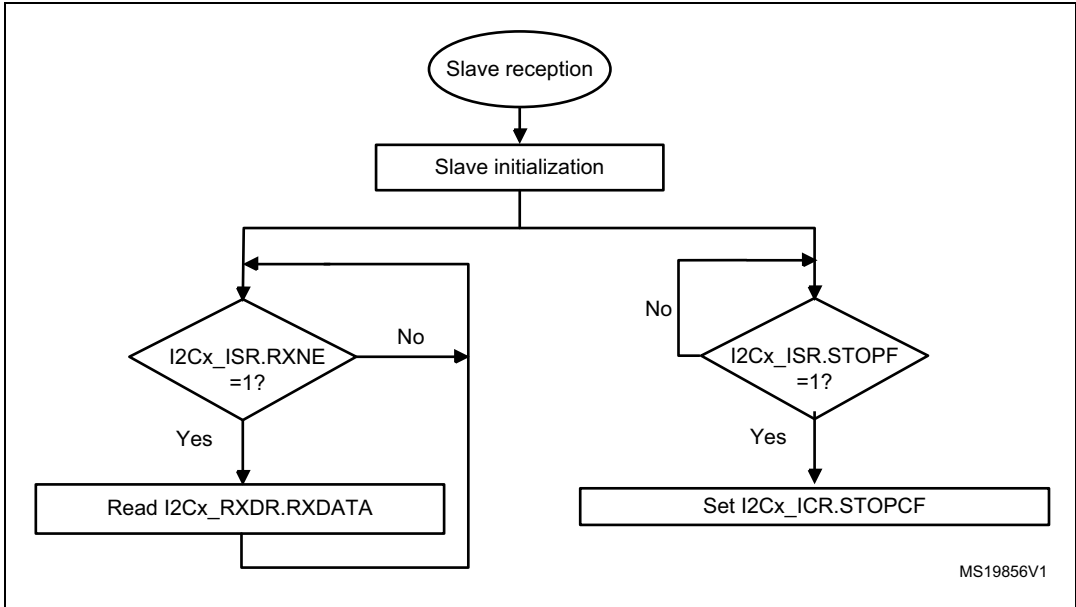 Slave reception
Slave initialization
No
I2Cx_ISR.RXNE
=1?
Yes
Read I2Cx_RXDR.RXDATA
No
I2Cx_ISR.STOPF
=1?
Yes
Set I2Cx_ICR.STOPCF
MS19856V1